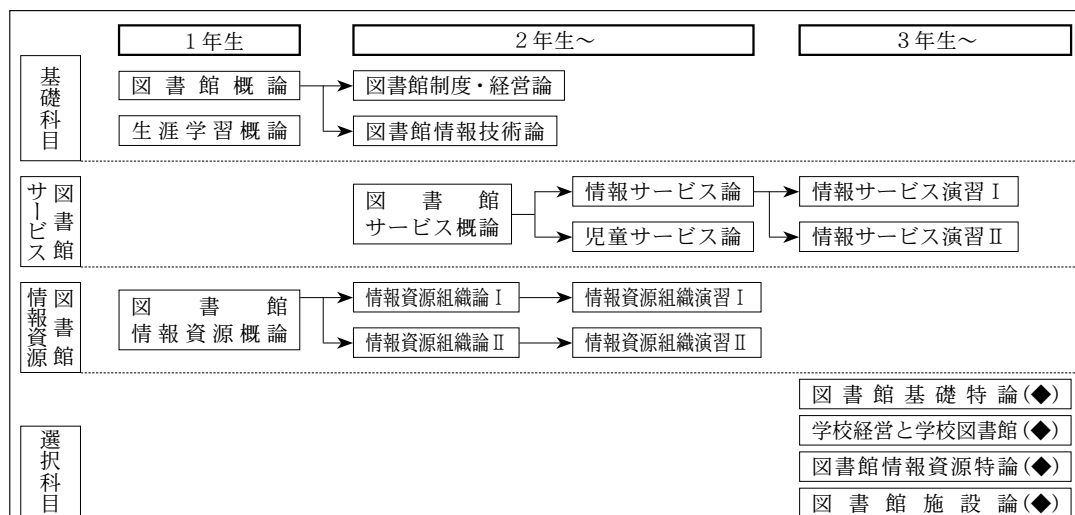 1年生
2年生～
3年生～
基礎科目
図書館概論
図書館制度・経営論
生涯学習概論
図書館情報技術論
図書館
サービス
図書館
サービス概論
情報サービス論
情報サービス演習Ⅰ
児童サービス論
情報サービス演習Ⅱ
図書館
情報資源
図書館
情報資源概論
情報資源組織論Ⅰ
情報資源組織演習Ⅰ
情報資源組織論Ⅱ
情報資源組織演習Ⅱ
選択科目
図書館基礎特論(◆)
学校経営と学校図書館(◆)
図書館情報資源特論(◆)
図書館施設論(◆)